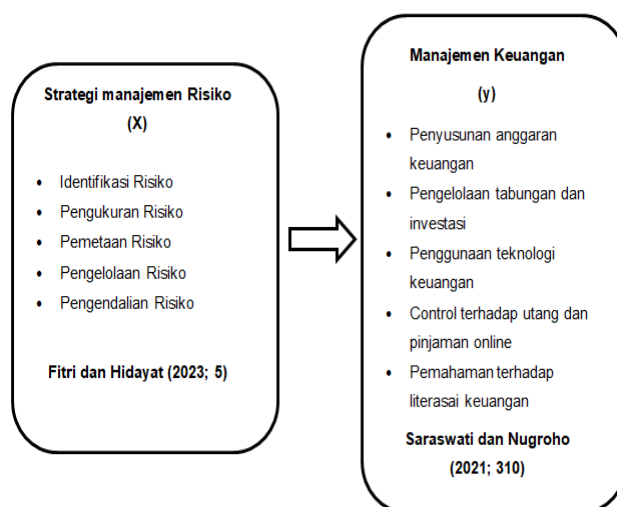 Strategi manajemen Risiko
(X)
• Identifikasi Risiko
• Pengukuran Risiko
• Pemetaan Risiko
• Pengelolaan Risiko
• Pengendalian Risiko
Fitri dan Hidayat (2023; 5)
Manajemen Keuangan
(y)
• Penyusunan anggaran
keuangan
• Pengelolaan tabungan dan
investasi
• Penggunaan teknologi
keuangan
• Control terhadap utang dan
pinjaman online
• Pemahaman terhadap
literasai keuangan
Saraswati dan Nugroho
(2021; 310)